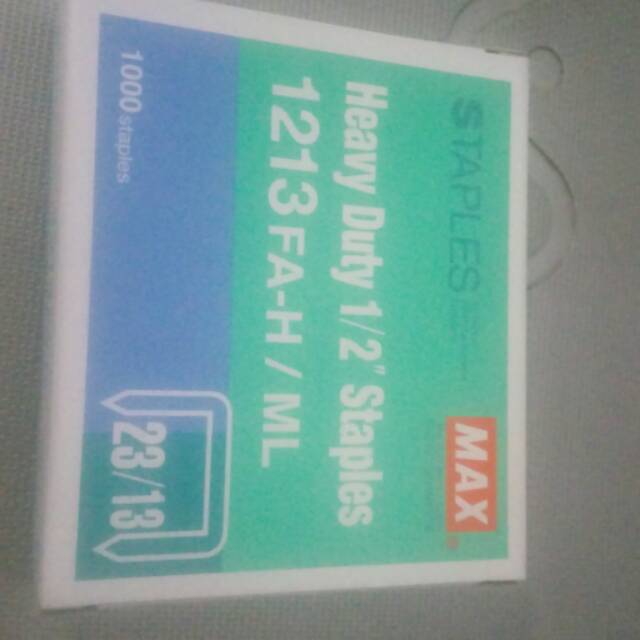 STAPLES
MAX
Heavy Duty 1/2" Staples
1213 FA-H / ML
1000 staples
23/13